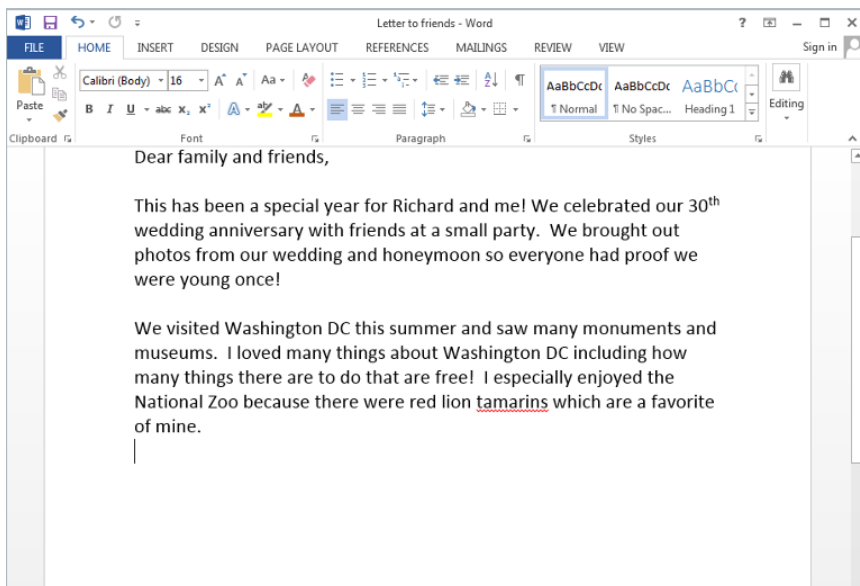 Letter to friends - Word
FILE HOME INSERT DESIGN PAGE LAYOUT REFERENCES MAILINGS REVIEW VIEW Sign in
Calibri (Body) 16 Aa
AaBbCcDc AaBbCcDc AaBbC
Paste B I U abc X₂ X² A A ¶ Normal ¶ No Spac... Heading 1 Editing
Clipboard Font Paragraph Styles
Dear family and friends,
This has been a special year for Richard and me! We celebrated our 30th
wedding anniversary with friends at a small party.  We brought out
photos from our wedding and honeymoon so everyone had proof we
were young once!
We visited Washington DC this summer and saw many monuments and
museums.  I loved many things about Washington DC including how
many things there are to do that are free!  I especially enjoyed the
National Zoo because there were red lion tamarins which are a favorite
of mine.